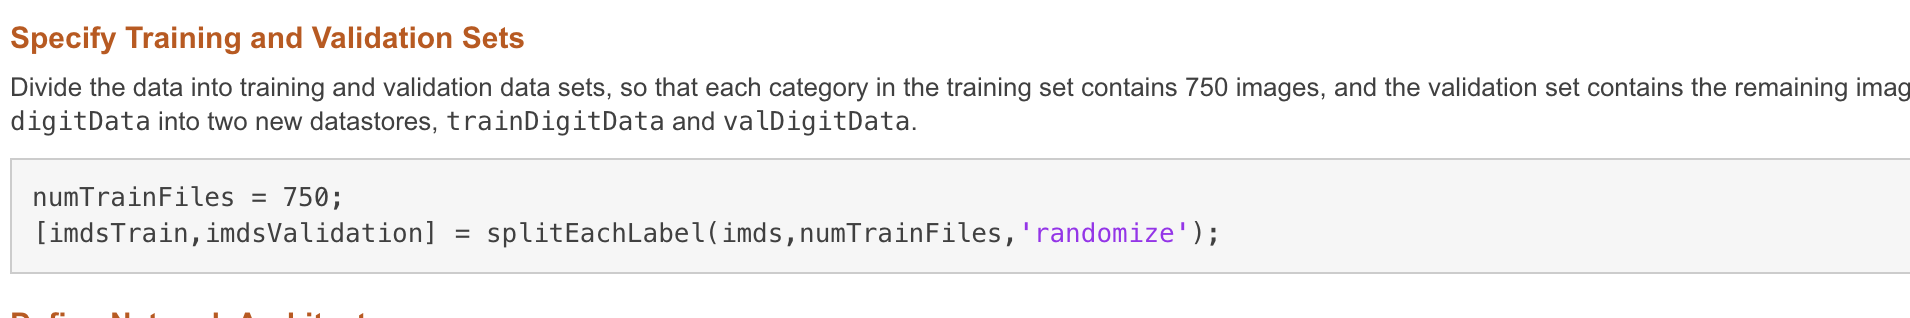 Specify Training and Validation Sets
Divide the data into training and validation data sets, so that each category in the training set contains 750 images, and the validation set contains the remaining imag
digitData into two new datastores, trainDigitData and valDigitData.
numTrainFiles = 750;
[imdsTrain,imdsValidation] = splitEachLabel(imds,numTrainFiles,'randomize');